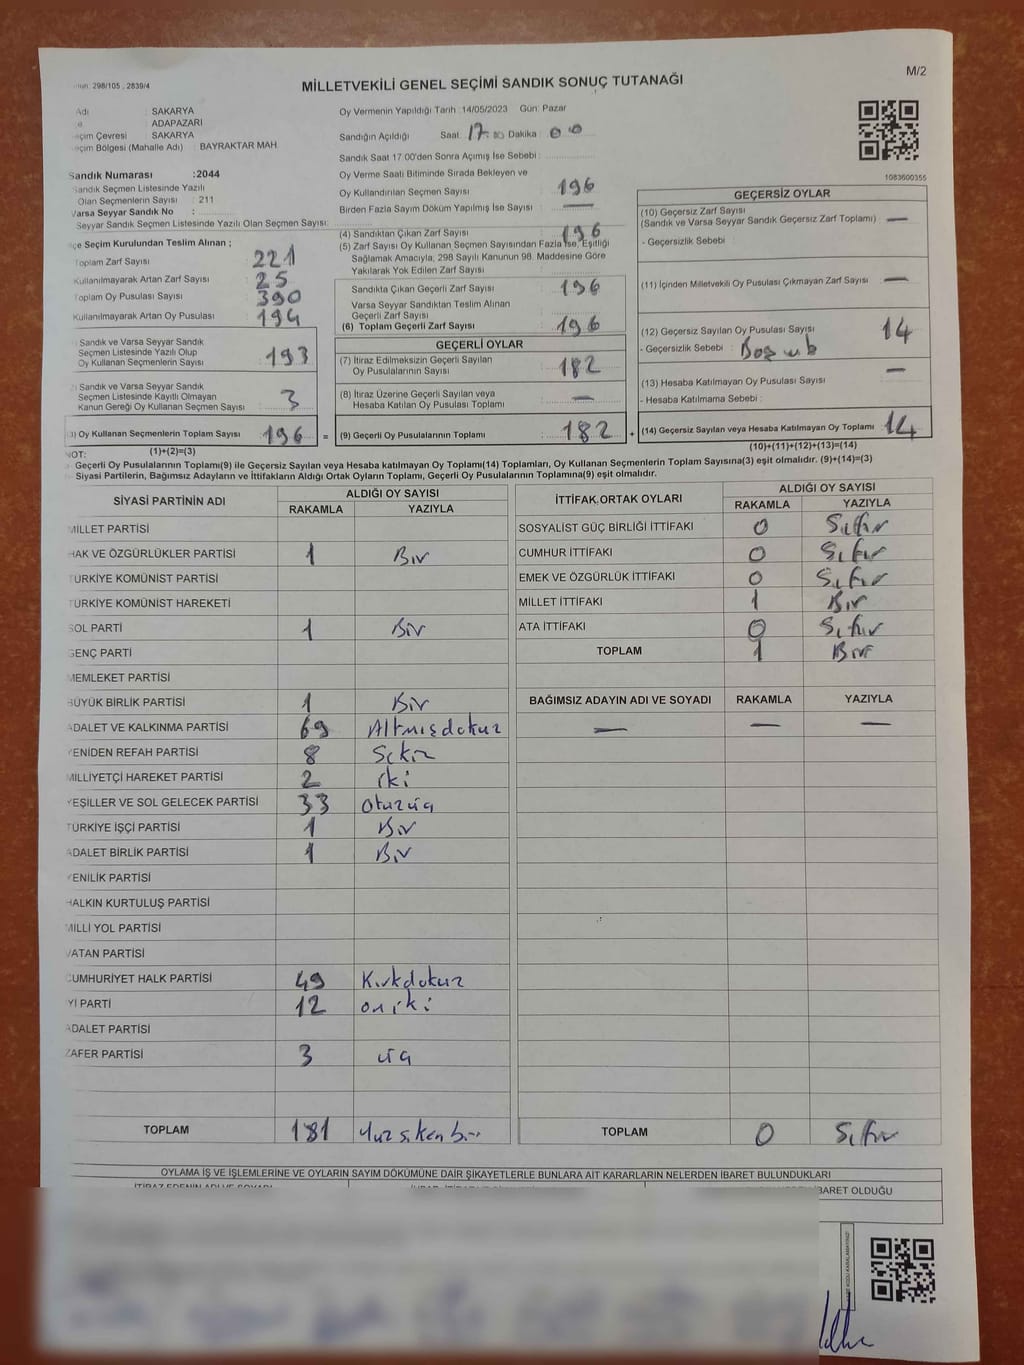 298/105 , 2839/4
MİLLETVEKİLİ GENEL SEÇİMİ SANDIK SONUÇ TUTANAĞI
M/2
Adı : SAKARYA
ADAPAZARI
Seçim Çevresi : SAKARYA
Seçim Bölgesi (Mahalle Adı) : BAYRAKTAR MAH.
Sandık Numarası :2044
Sandık Seçmen Listesinde Yazılı
Olan Seçmenlerin Sayısı : 211
Varsa Seyyar Sandık No :
Seyyar Sandık Seçmen Listesinde Yazılı Olan Seçmen Sayısı:
İlçe Seçim Kurulundan Teslim Alınan ;
Toplam Zarf Sayısı 221
Kullanılmayarak Artan Zarf Sayısı 25
Toplam Oy Pusulası Sayısı 390
Kullanılmayarak Artan Oy Pusulası 194
Sandık ve Varsa Seyyar Sandık
Seçmen Listesinde Yazılı Olup
Oy Kullanan Seçmenlerin Sayısı 193
Sandık ve Varsa Seyyar Sandık
Seçmen Listesinde Kayıtlı Olmayan
Kanun Gereği Oy Kullanan Seçmen Sayısı 3
(3) Oy Kullanan Seçmenlerin Toplam Sayısı 196 =
(1)+(2)=(3)
Oy Vermenin Yapıldığı Tarih :14/05/2023 Gün: Pazar
Sandığın Açıldığı Saat: 17:00 Dakika : 00
Sandık Saat 17.00'den Sonra Açımış İse Sebebi :
Oy Verme Saati Bitiminde Sırada Bekleyen ve
Oy Kullandırılan Seçmen Sayısı : 196
Birden Fazla Sayım Döküm Yapılmış İse Sayısı : —
(4) Sandıktan Çıkan Zarf Sayısı : 196
(5) Zarf Sayısı Oy Kullanan Seçmen Sayısından Fazla İse, Eşitliği
Sağlamak Amacıyla, 298 Sayılı Kanunun 98. Maddesine Göre
Yakılarak Yok Edilen Zarf Sayısı :
Sandıkta Çıkan Geçerli Zarf Sayısı : 196
Varsa Seyyar Sandıktan Teslim Alınan
Geçerli Zarf Sayısı :
(6) Toplam Geçerli Zarf Sayısı : 196
GEÇERLİ OYLAR
(7) İtiraz Edilmeksizin Geçerli Sayılan
Oy Pusulalarının Sayısı : 182
(8) İtiraz Üzerine Geçerli Sayılan veya
Hesaba Katılan Oy Pusulası Toplamı : —
(9) Geçerli Oy Pusulalarının Toplamı : 182 +
1083600355
GEÇERSİZ OYLAR
(10) Geçersiz Zarf Sayısı
(Sandık ve Varsa Seyyar Sandık Geçersiz Zarf Toplamı) : —
- Geçersizlik Sebebi :
(11) İçinden Milletvekili Oy Pusulası Çıkmayan Zarf Sayısı : —
(12) Geçersiz Sayılan Oy Pusulası Sayısı : 14
- Geçersizlik Sebebi :
(13) Hesaba Katılmayan Oy Pusulası Sayısı : —
- Hesaba Katılmama Sebebi :
(14) Geçersiz Sayılan veya Hesaba Katılmayan Oy Toplamı 14
(10)+(11)+(12)+(13)=(14)
NOT:
Geçerli Oy Pusulalarının Toplamı(9) ile Geçersiz Sayılan veya Hesaba katılmayan Oy Toplamı(14) Toplamları, Oy Kullanan Seçmenlerin Toplam Sayısına(3) eşit olmalıdır. (9)+(14)=(3)
Siyasi Partilerin, Bağımsız Adayların ve İttifakların Aldığı Ortak Oyların Toplamı, Geçerli Oy Pusulalarının Toplamına(9) eşit olmalıdır.
SİYASİ PARTİNİN ADI ALDIĞI OY SAYISI
RAKAMLA YAZIYLA
MİLLET PARTİSİ
HAK VE ÖZGÜRLÜKLER PARTİSİ 1 Bir
TÜRKİYE KOMÜNİST PARTİSİ
TÜRKİYE KOMÜNİST HAREKETİ
SOL PARTİ 1 Bir
GENÇ PARTİ
MEMLEKET PARTİSİ
BÜYÜK BİRLİK PARTİSİ 1 Bir
ADALET VE KALKINMA PARTİSİ 69 Altmışdokuz
YENİDEN REFAH PARTİSİ 8 Sekiz
MİLLİYETÇİ HAREKET PARTİSİ 2 iki
YEŞİLLER VE SOL GELECEK PARTİSİ 33 otuzüç
TÜRKİYE İŞÇİ PARTİSİ 1 Bir
ADALET BİRLİK PARTİSİ 1 Bir
YENİLİK PARTİSİ
HALKIN KURTULUŞ PARTİSİ
MİLLİ YOL PARTİSİ
VATAN PARTİSİ
CUMHURİYET HALK PARTİSİ 49 Kırkdokuz
İYİ PARTİ 12 oniki
ADALET PARTİSİ
ZAFER PARTİSİ 3 üç
TOPLAM 181 Yüzseksenbir
İTTİFAK ORTAK OYLARI ALDIĞI OY SAYISI
RAKAMLA YAZIYLA
SOSYALİST GÜÇ BİRLİĞİ İTTİFAKI 0 Sıfır
CUMHUR İTTİFAKI 0 Sıfır
EMEK VE ÖZGÜRLÜK İTTİFAKI 0 Sıfır
MİLLET İTTİFAKI 1 Bir
ATA İTTİFAKI 0 Sıfır
TOPLAM 1 Bir
BAĞIMSIZ ADAYIN ADI VE SOYADI RAKAMLA YAZIYLA
— — —
TOPLAM 0 Sıfır
OYLAMA İŞ VE İŞLEMLERİNE VE OYLARIN SAYIM DÖKÜMÜNE DAİR ŞİKAYETLERLE BUNLARA AİT KARARLARIN NELERDEN İBARET BULUNDUKLARI
İTİRAZ EDENİN ADI VE SOYADI
İBARET OLDUĞU